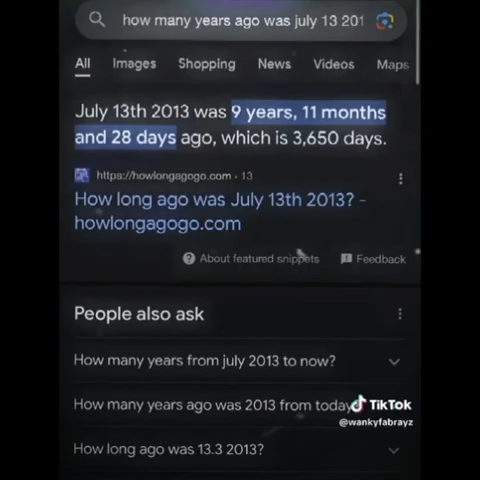 how many years ago was july 13 201
All Images Shopping News Videos Maps
July 13th 2013 was 9 years, 11 months
and 28 days ago, which is 3,650 days.
https://howlongagogo.com › 13
How long ago was July 13th 2013? -
howlongagogo.com
About featured snippets Feedback
People also ask
How many years from july 2013 to now?
How many years ago was 2013 from today
TikTok
@wankyfabrayz
How long ago was 13.3 2013?